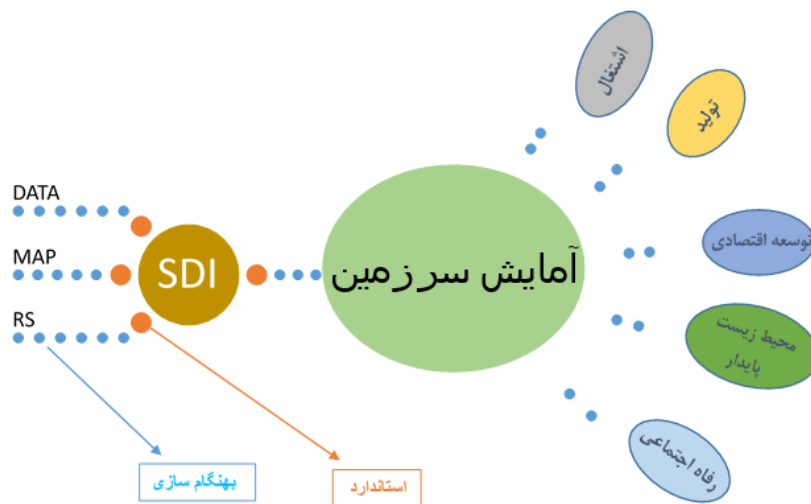 اشتغال
تولید
DATA
توسعه اقتصادی
MAP
SDI
آمایش سرزمین
RS
محیط زیست
پایدار
رفاه اجتماعی
بهنگام سازی
استاندارد